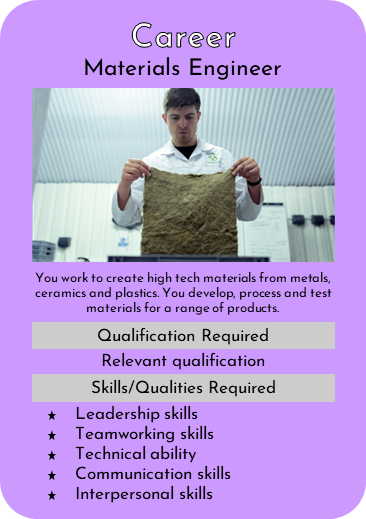 Career
Materials Engineer
You work to create high tech materials from metals,
ceramics and plastics. You develop, process and test
materials for a range of products.
Qualification Required
Relevant qualification
Skills/Qualities Required
★ Leadership skills
★ Teamworking skills
★ Technical ability
★ Communication skills
★ Interpersonal skills